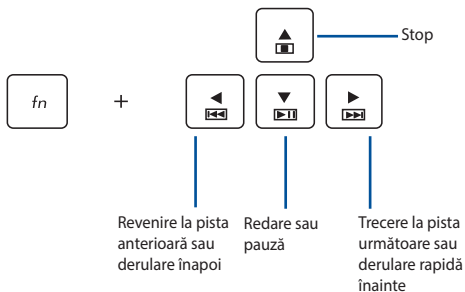 Stop
fn
+
Revenire la pista
anterioară sau
derulare înapoi
Redare sau
pauză
Trecere la pista
următoare sau
derulare rapidă
înainte